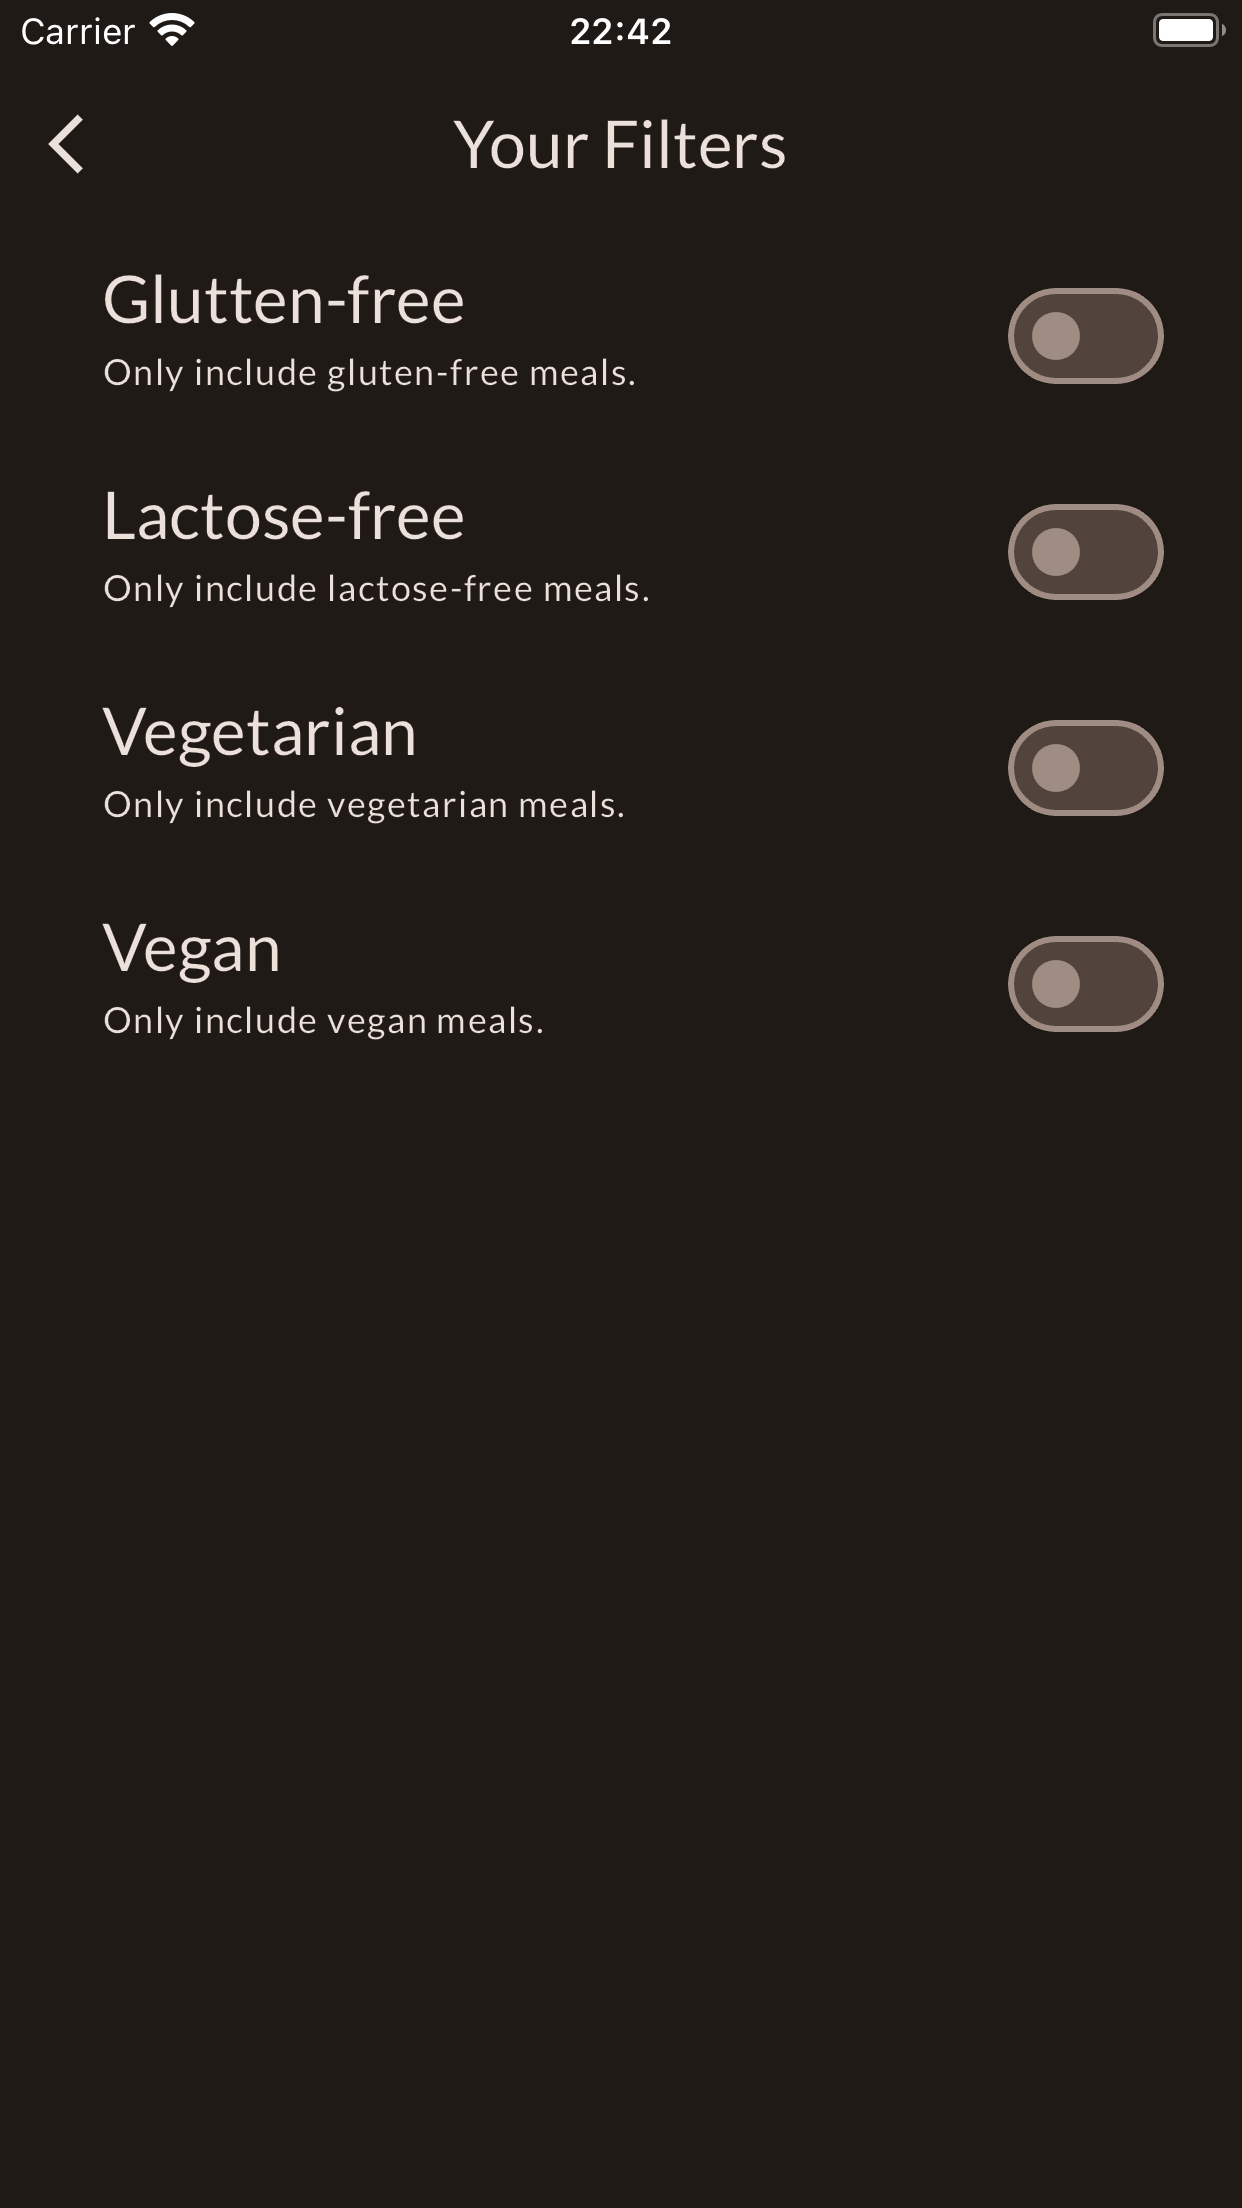 Carrier 22:42
Your Filters
Glutten-free
Only include gluten-free meals.
Lactose-free
Only include lactose-free meals.
Vegetarian
Only include vegetarian meals.
Vegan
Only include vegan meals.